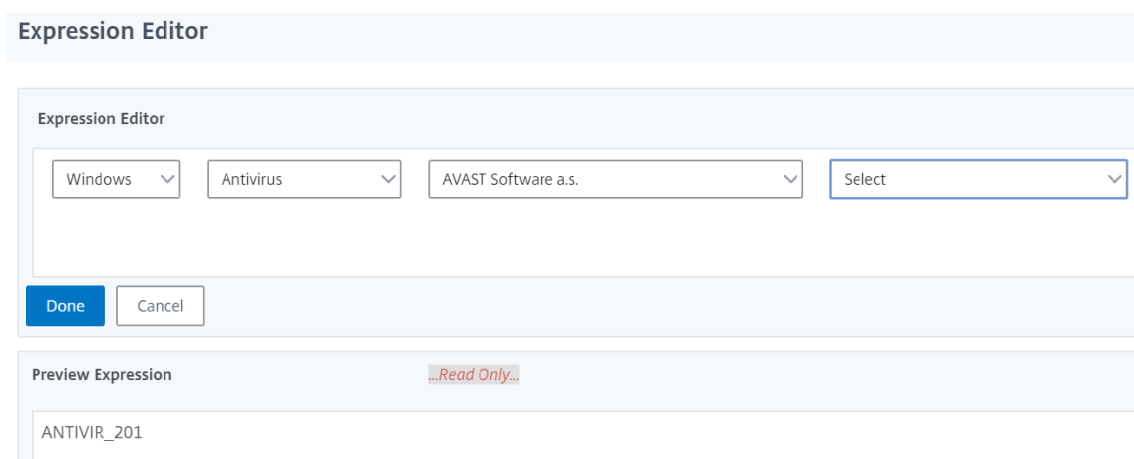 Expression Editor
Expression Editor
Windows Antivirus AVAST Software a.s. Select
Done Cancel
Preview Expression ...Read Only...
ANTIVIR_201